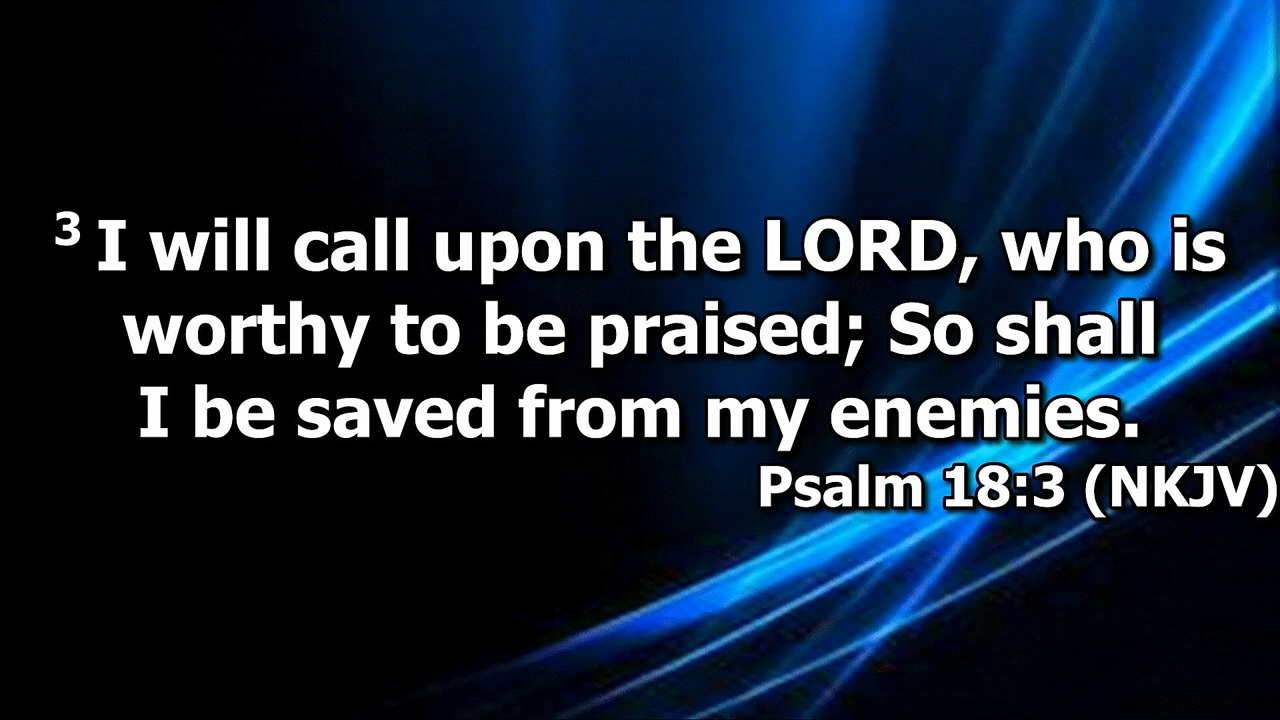 3 I will call upon the LORD, who is
worthy to be praised; So shall
I be saved from my enemies.
Psalm 18:3 (NKJV)